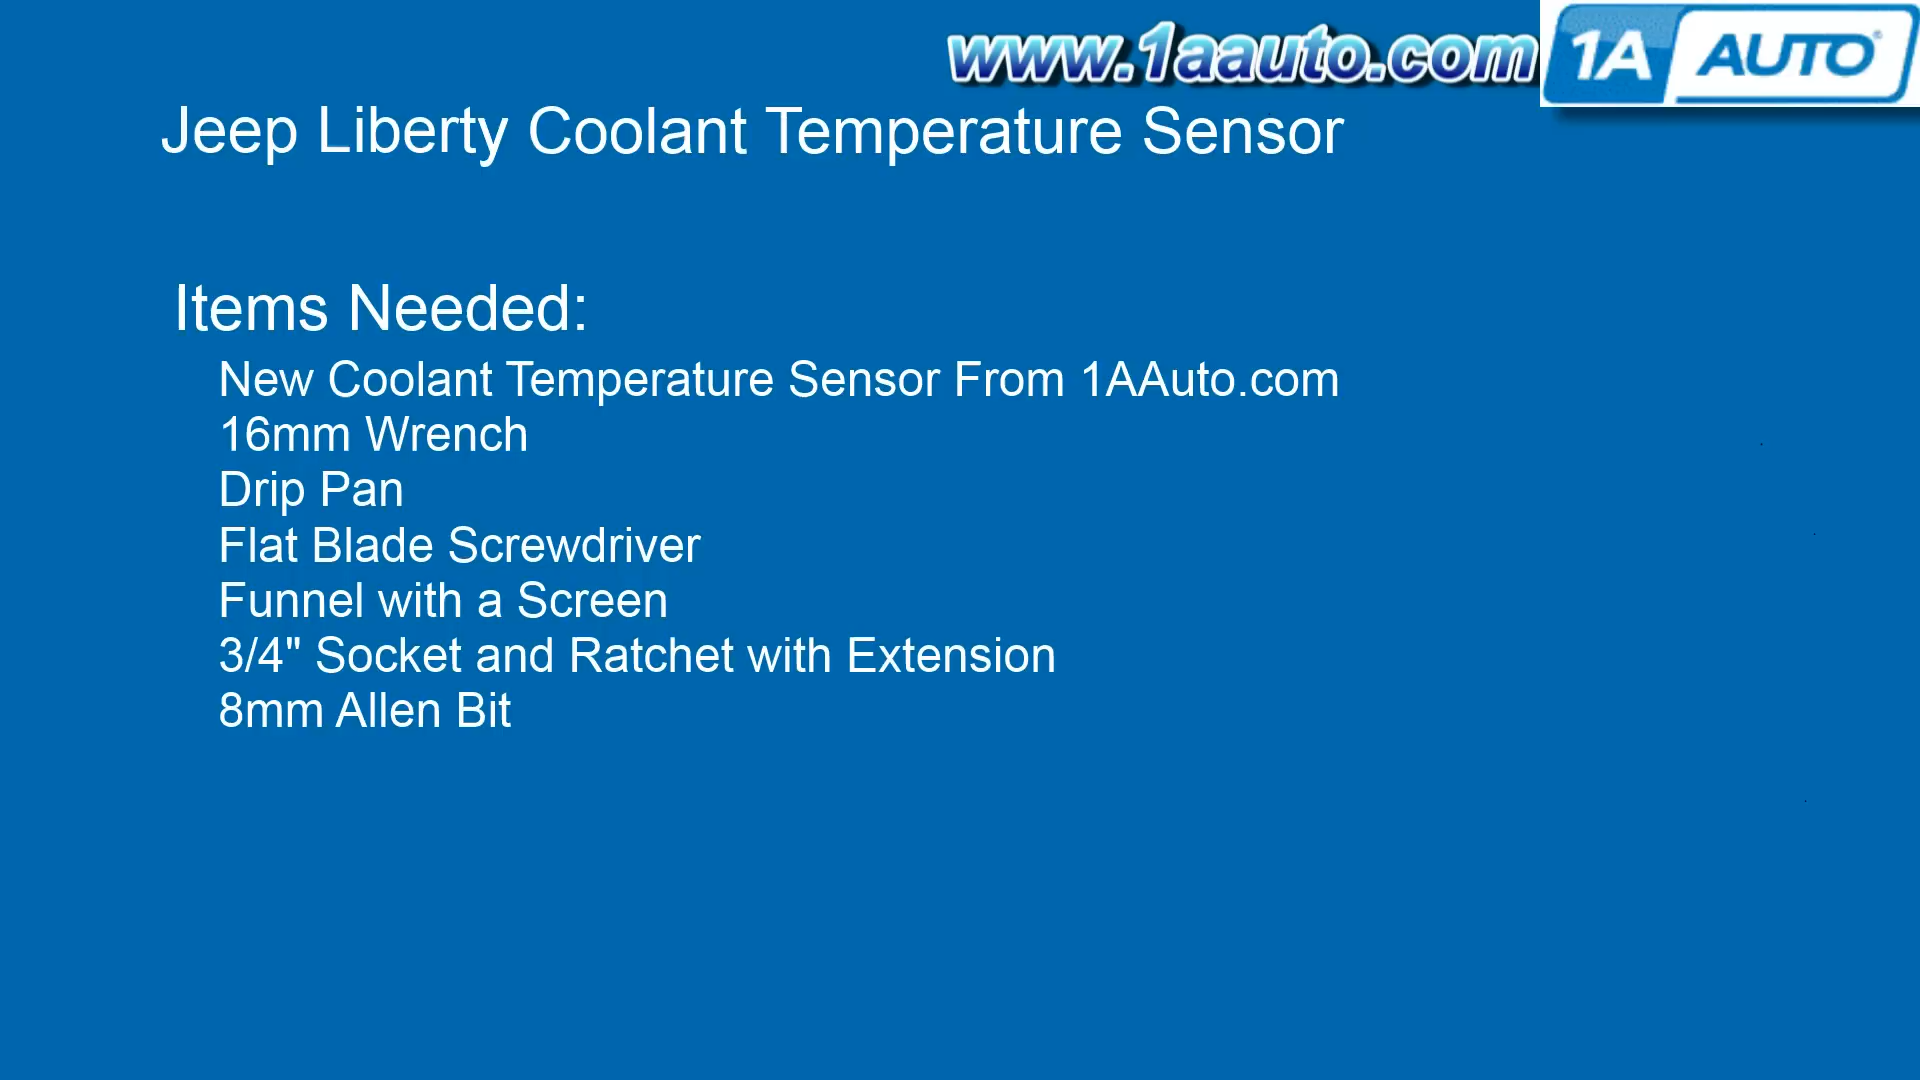 www.1aauto.com
1A AUTO®
Jeep Liberty Coolant Temperature Sensor
Items Needed:
New Coolant Temperature Sensor From 1AAuto.com
16mm Wrench
Drip Pan
Flat Blade Screwdriver
Funnel with a Screen
3/4" Socket and Ratchet with Extension
8mm Allen Bit